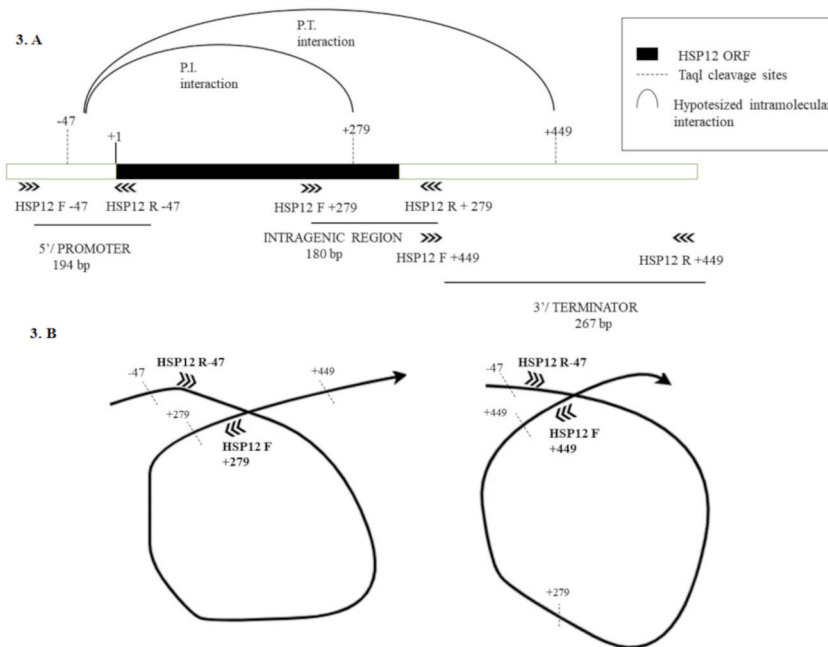 3. A
P.T.
interaction
P.I.
interaction
HSP12 ORF
TaqI cleavage sites
Hypotesized intramolecular
interaction
-47
+1
+279
+449
HSP12 F -47
HSP12 R -47
HSP12 F +279
HSP12 R + 279
5'/ PROMOTER
194 bp
INTRAGENIC REGION
180 bp
HSP12 F +449
HSP12 R +449
3'/ TERMINATOR
267 bp
3. B
HSP12 R-47
-47
+449
+279
HSP12 F
+279
HSP12 R-47
-47
+449
HSP12 F
+449
+279